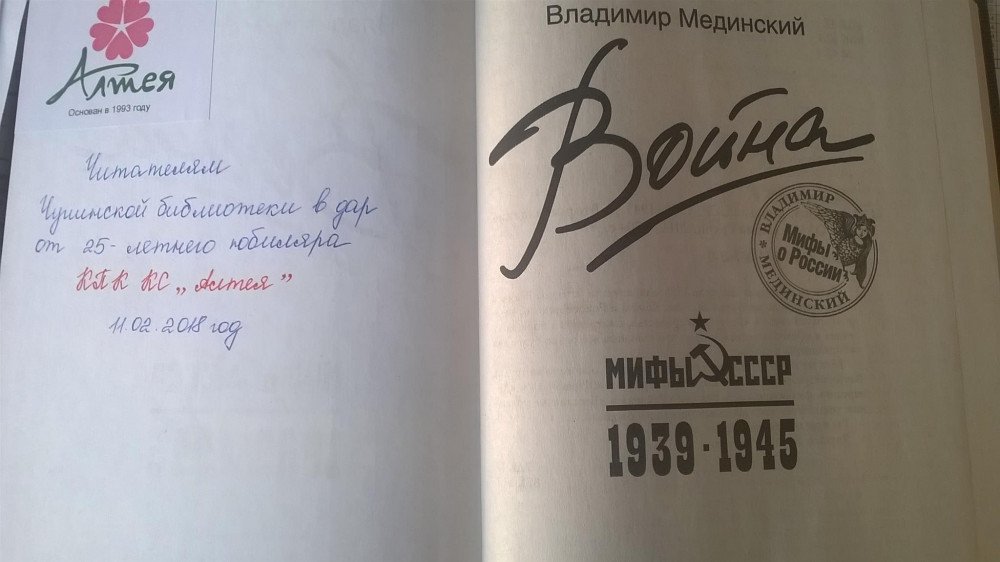 Алтея
Основан в 1993 году
Читателям
Чушинской библиотеки в дар
от 25-летнего юбиляра
КПК КС „Алтея”
11.02.2018 год
Владимир Мединский
Война
ВЛАДИМИР
Мифы
о России
* МЕДИНСКИЙ *
МИФЫ СССР
1939 · 1945